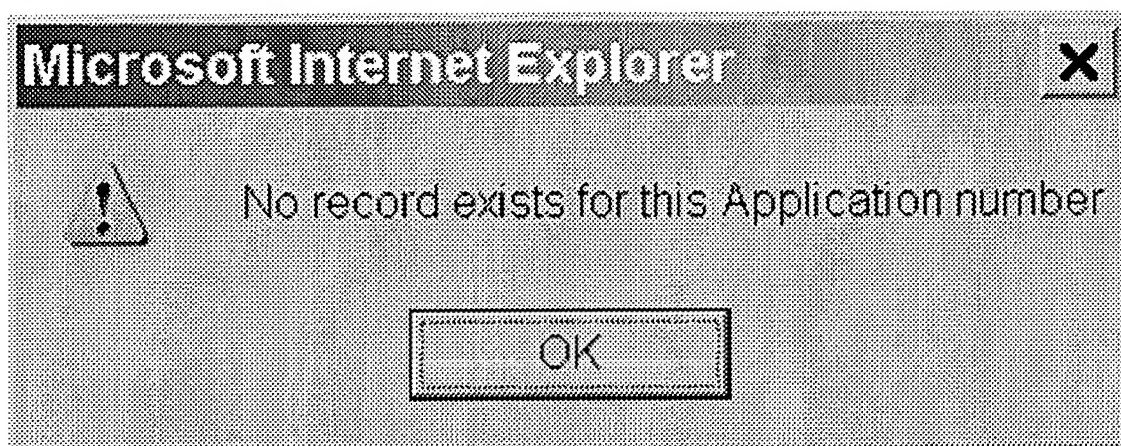 Microsoft Internet Explorer
No record exists for this Application number
OK